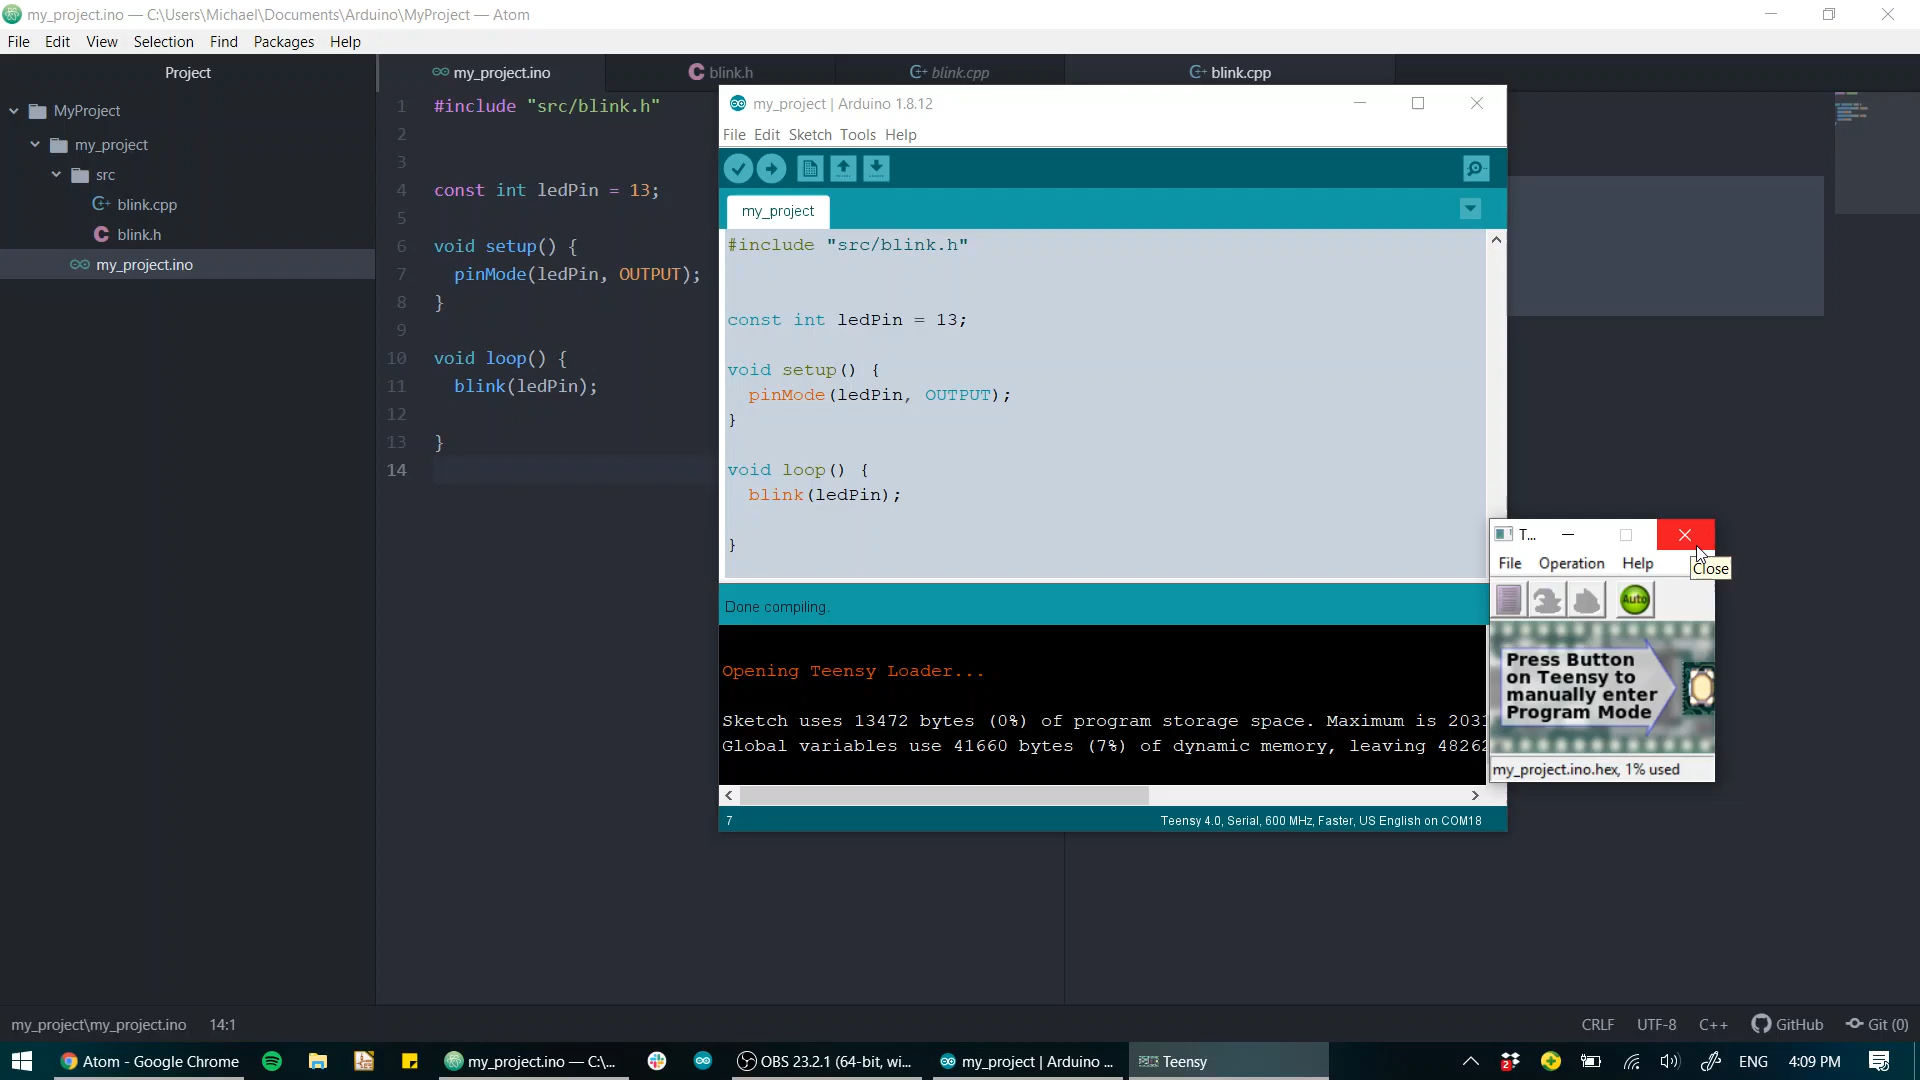 my_project.ino — C:\Users\Michael\Documents\Arduino\MyProject — Atom
File Edit View Selection Find Packages Help
Project
MyProject
my_project
src
blink.cpp
blink.h
my_project.ino
my_project.ino
blink.h
blink.cpp
blink.cpp
1 #include "src/blink.h"
2
3
4 const int ledPin = 13;
5
6 void setup() {
7 pinMode(ledPin, OUTPUT);
8 }
9
10 void loop() {
11 blink(ledPin);
12
13 }
14
my_project | Arduino 1.8.12
File Edit Sketch Tools Help
my_project
#include "src/blink.h"
const int ledPin = 13;
void setup() {
pinMode(ledPin, OUTPUT);
}
void loop() {
blink(ledPin);
}
Done compiling.
Opening Teensy Loader...
Sketch uses 13472 bytes (0%) of program storage space. Maximum is 2031
Global variables use 41660 bytes (7%) of dynamic memory, leaving 48262
7
Teensy 4.0, Serial, 600 MHz, Faster, US English on COM18
T...
File Operation Help
Close
Auto
Press Button
on Teensy to
manually enter
Program Mode
my_project.ino.hex, 1% used
my_project\my_project.ino 14:1
CRLF UTF-8 C++ GitHub Git (0)
Atom - Google Chrome
my_project.ino — C:\...
OBS 23.2.1 (64-bit, wi...
my_project | Arduino ...
Teensy
2
ENG
4:09 PM